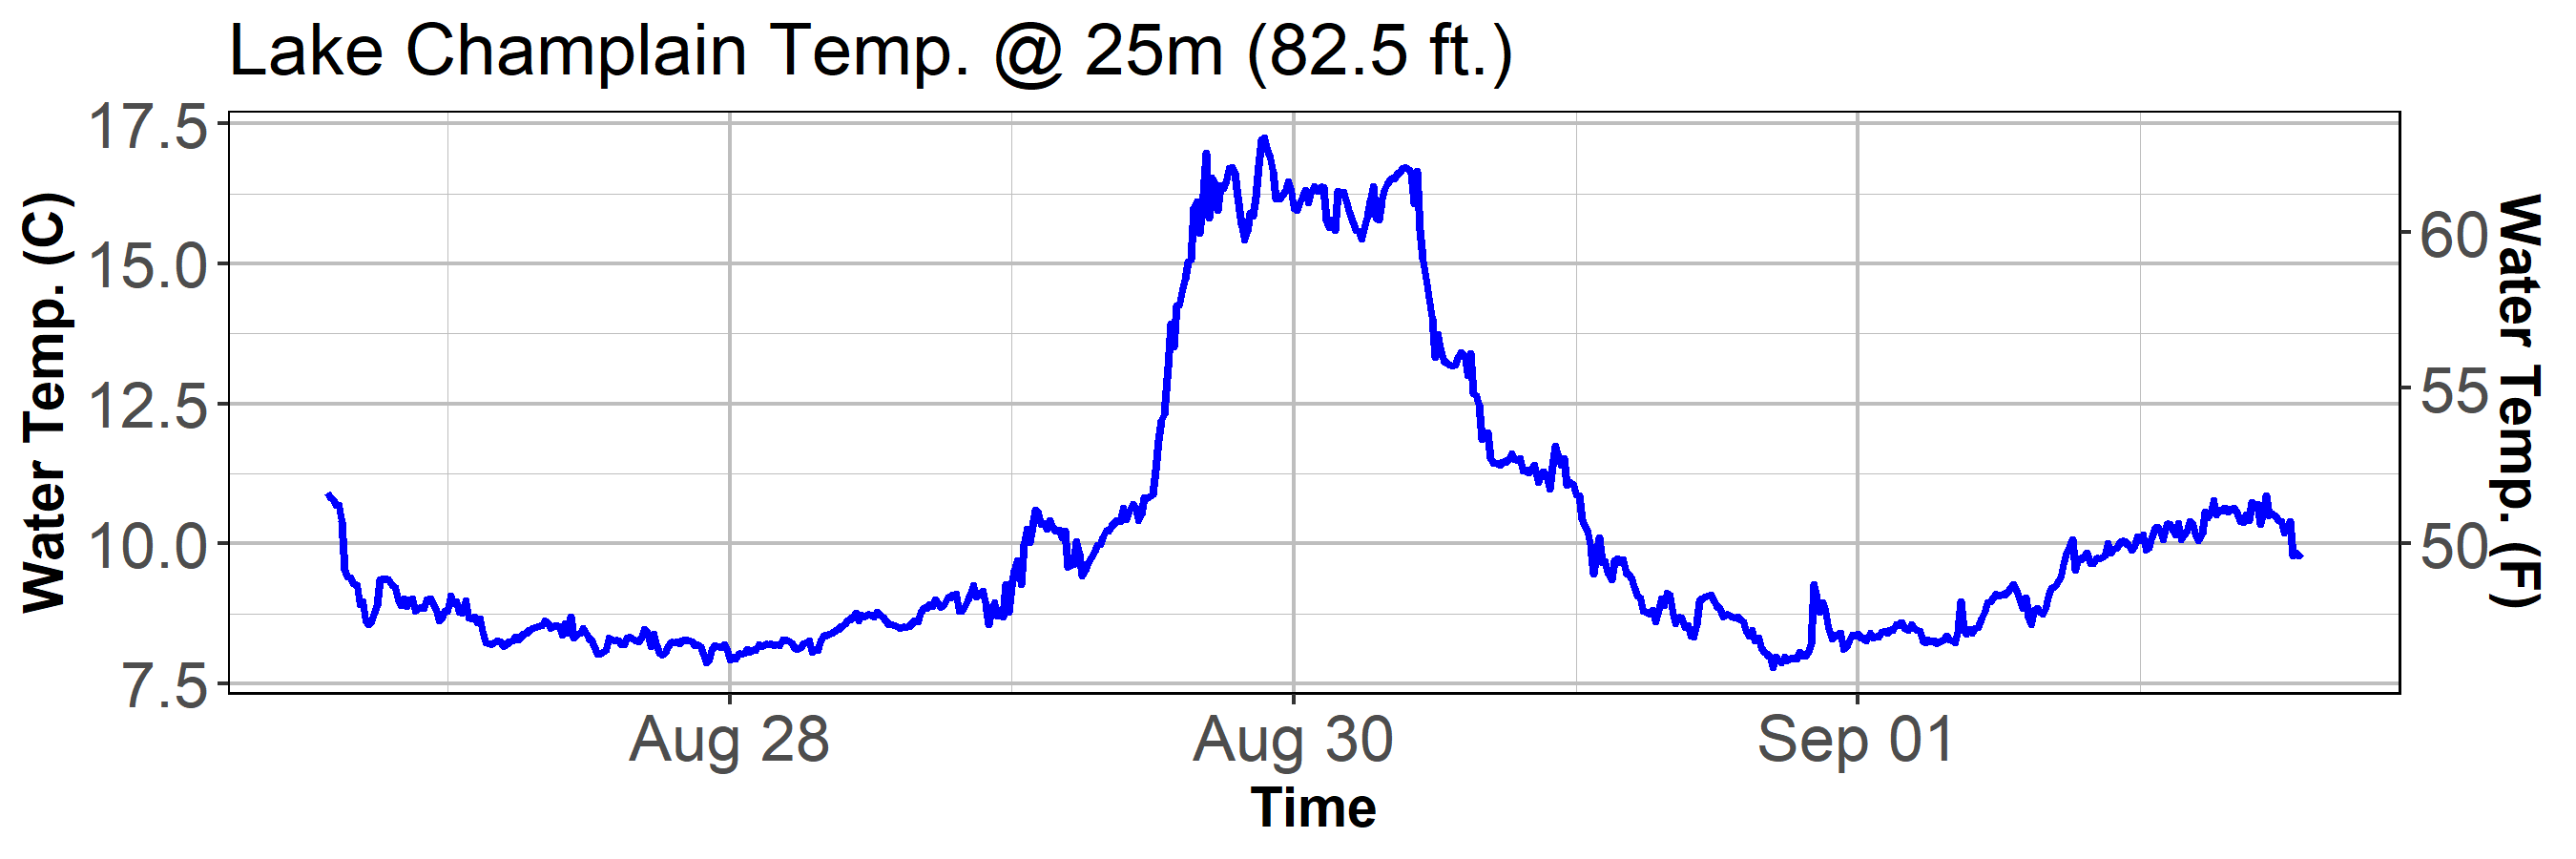 Lake Champlain Temp. @ 25m (82.5 ft.)
17.5
15.0
12.5
10.0
7.5
Water Temp. (C)
60
55
50
Water Temp. (F)
Aug 28 Aug 30 Sep 01
Time